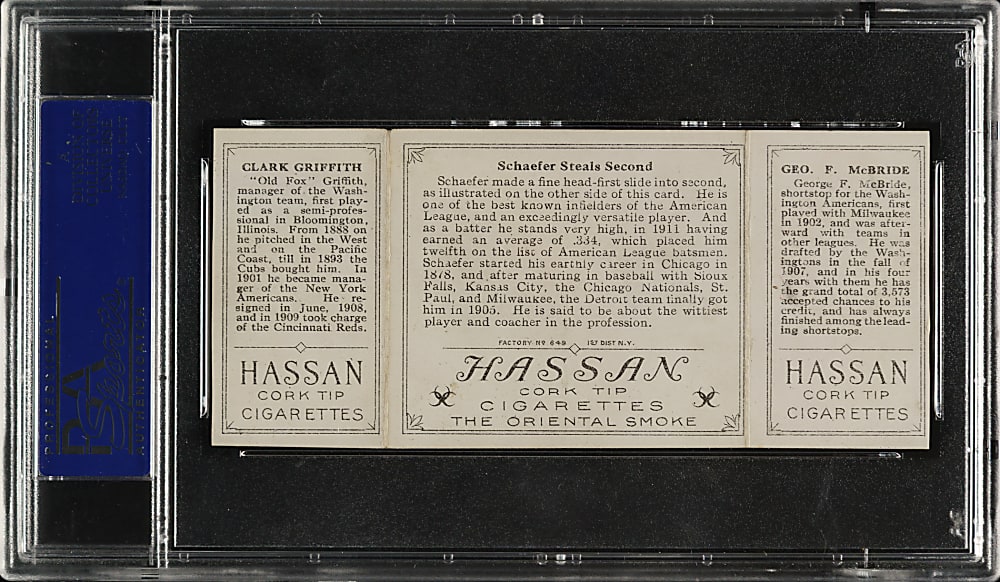 CLARK GRIFFITH
"Old Fox" Griffith,
manager of the Wash-
ington team, first play-
ed as a semi-profes-
sional in Bloomington,
Illinois. From 1888 on
he pitched in the West
and on the Pacific
Coast, till in 1893 the
Cubs bought him. In
1901 he became mana-
ger of the New York
Americans. He re-
signed in June, 1908,
and in 1909 took charge
of the Cincinnati Reds.
HASSAN
CORK TIP
CIGARETTES
Schaefer Steals Second
Schaefer made a fine head-first slide into second,
as illustrated on the other side of this card. He is
one of the best known infielders of the American
League, and an exceedingly versatile player. And
as a batter he stands very high, in 1911 having
earned an average of .334, which placed him
twelfth on the list of American League batsmen.
Schaefer started his earthly career in Chicago in
1878, and after maturing in baseball with Sioux
Falls, Kansas City, the Chicago Nationals, St.
Paul, and Milwaukee, the Detroit team finally got
him in 1905. He is said to be about the wittiest
player and coacher in the profession.
FACTORY Nº 649 1ST DIST N.Y.
HASSAN
CORK TIP
CIGARETTES
THE ORIENTAL SMOKE
GEO. F. McBRIDE
George F. McBride,
shortstop for the Wash-
ington Americans, first
played with Milwaukee
in 1902, and was after-
ward with teams in
other leagues. He was
drafted by the Wash-
ingtons in the fall of
1907, and in his four
years with them he has
the grand total of 3,573
accepted chances to his
credit, and has always
finished among the lead-
ing shortstops.
HASSAN
CORK TIP
CIGARETTES
PROFESSIONAL
PSA
Sports
AUTHENTICATOR